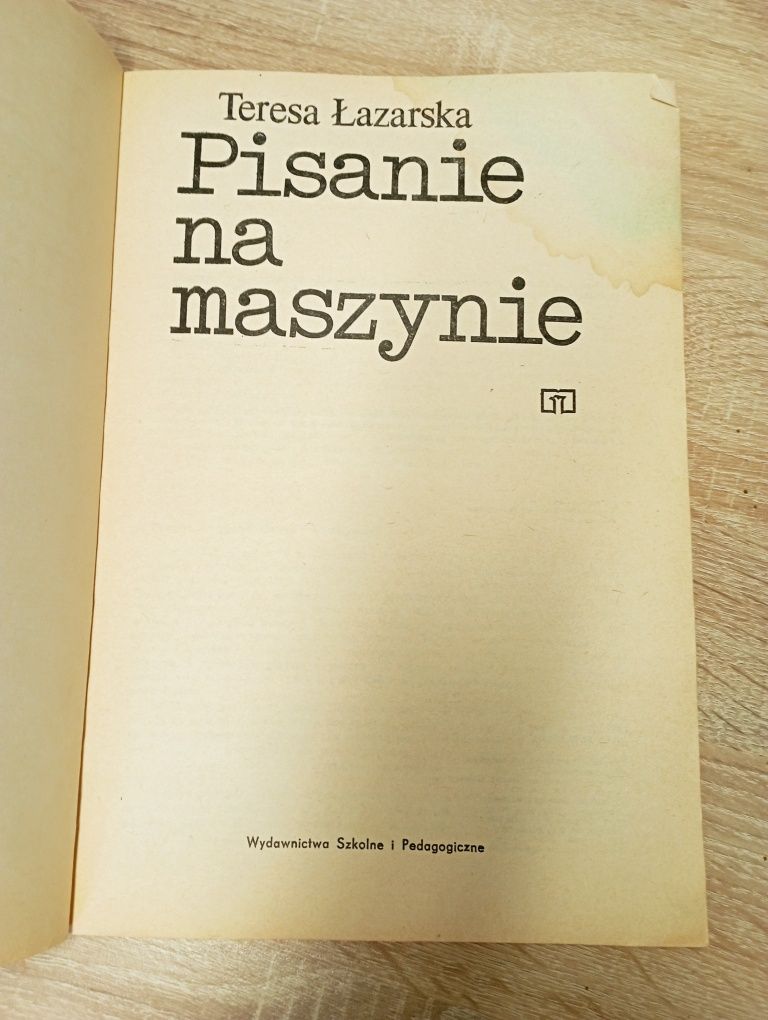 Teresa Łazarska
Pisanie
na
maszynie
Wydawnictwa Szkolne i Pedagogiczne